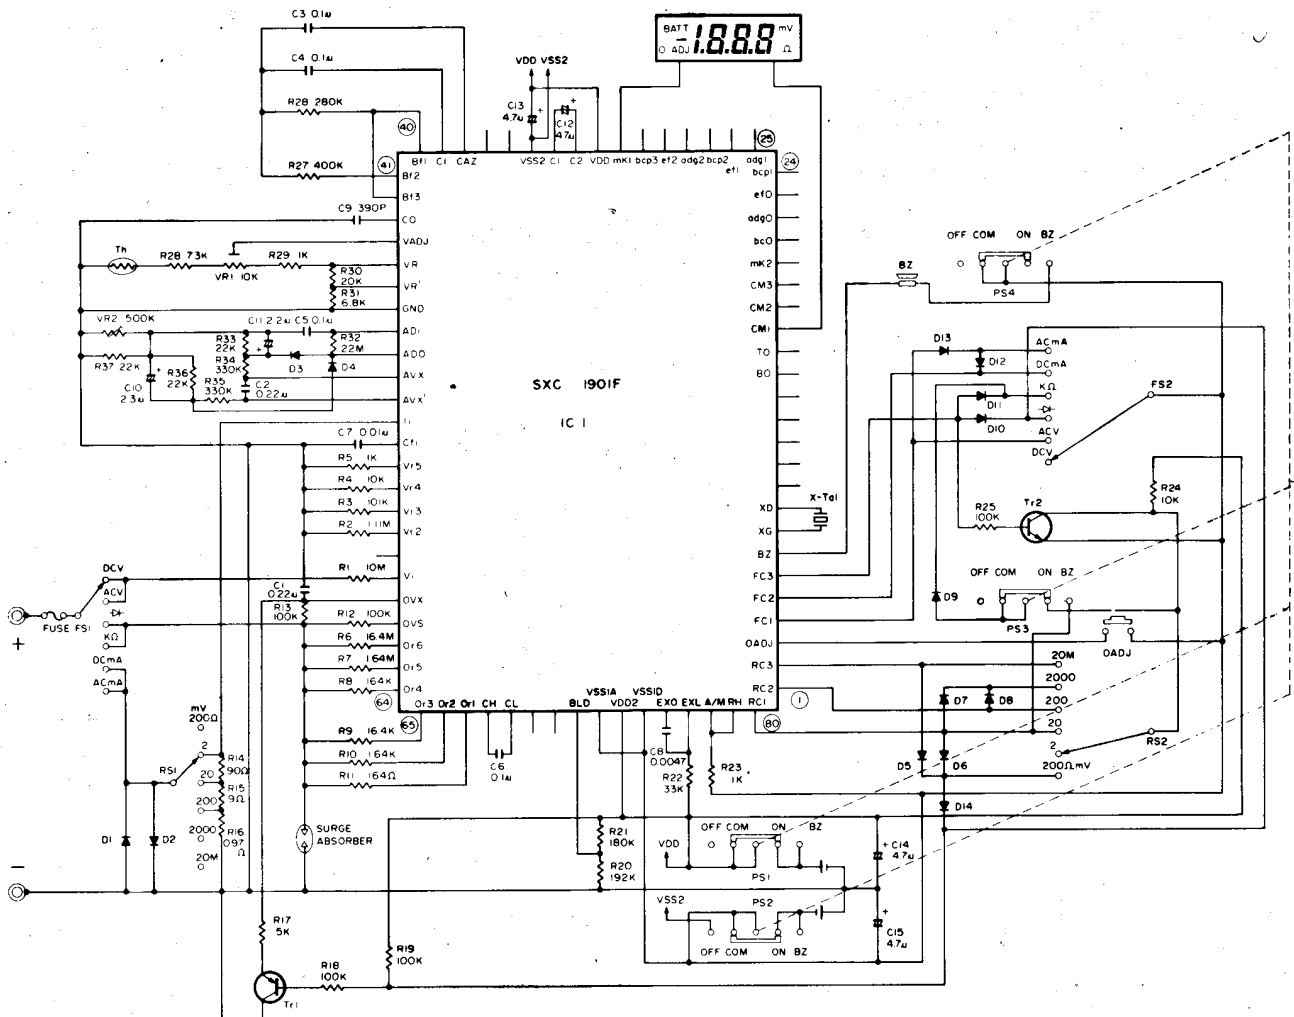 C3 0.1u
C4 0.1u
R28 280K
R27 400K
BATT
mV
-1.8.8.8
O ADJ
Ω
VDD VSS2
C13
4.7u
+
C12
47u
+
40
25
41
24
Bf1 C1 CAZ
VSS2 C1 C2 VDD mK1 bcp3 ef2 adg2 bcp2
ef1
adg1
bcp1
Bf2
Bf3
ef0
C9 390P
CO
adg0
VADJ
bc0
Th
R28 73K
VR1 10K
R29 1K
VR
mK2
R30
20K
VR'
CM3
R31
6.8K
GND
CM2
VR2 500K
C11 2.2u C5 0.1u
AD1
CM1
R33
22K
R32
22M
ADO
TO
R37 22K
R36
22K
R34
330K
D3
D4
AVX
BO
C10
2.3u
+
+
R35
330K
C2
0.22u
AVX'
SXC 1901F
IC 1
C7 0.01u
Cf1
R5 1K
Vr5
R4 10K
Vr4
R3 101K
Vr3
R2 1.11M
Vr2
R1 10M
V1
C1
0.22u
OVX
R13
100K
R12 100K
OVS
R6 16.4M
Or6
R7 1.64M
Or5
R8 164K
Or4
64
65
Or3 Or2 Or1 CH CL
BLD
VSS1A VSS1D
VDD2
EXO EXL A/M RH RC1
1
80
XD
XG
X-Tal
BZ
FC3
FC2
FC1
OADJ
RC3
RC2
OFF COM ON BZ
PS4
BZ
D13
D12
D11
D10
ACmA
DCmA
KΩ
ACV
DCV
FS2
R24
10K
Tr2
R25
100K
OFF COM ON BZ
D9
PS3
OADJ
20M
2000
200
20
2
200ΩmV
RS2
D7
D8
D5
D6
D14
DCV
ACV
KΩ
DCmA
ACmA
FUSE FS1
+
-
mV
200Ω
2
20
200
2000
20M
RS1
R14
90Ω
R15
9Ω
R16
0.97
Ω
D1
D2
R9 16.4K
R10 1.64K
R11 164Ω
C6
0.1u
C8
0.0047
R22
33K
R23
1K
SURGE
ABSORBER
R21
180K
R20
192K
OFF COM ON BZ
VDD
PS1
VSS2
PS2
OFF COM ON BZ
+
C14
4.7u
+
C15
4.7u
R17
5K
R18
100K
R19
100K
Tr1